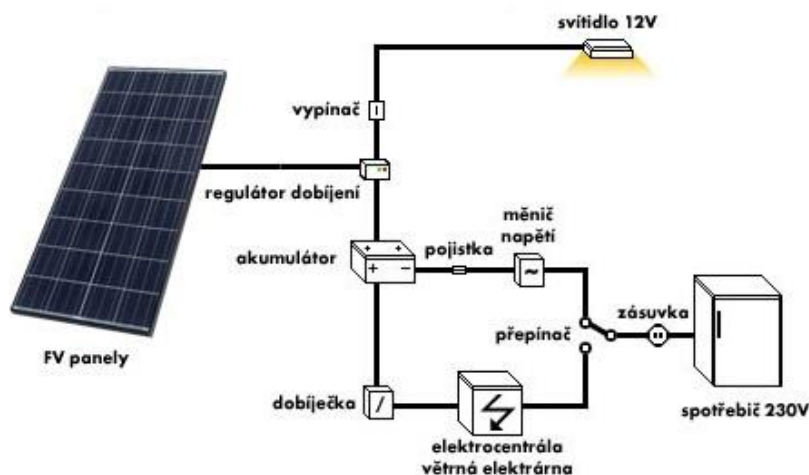 svítidlo 12V
vypínač
regulátor dobíjení
měnič
napětí
pojistka
akumulátor
zásuvka
přepínač
FV panely
dobíječka
spotřebič 230V
elektrocentrála
větrná elektrárna